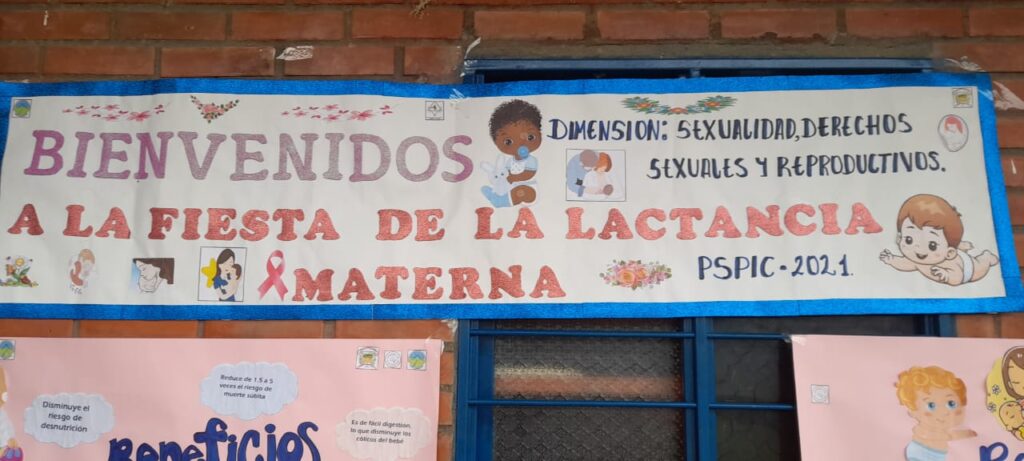 BIENVENIDOS
DIMENSION: SEXUALIDAD, DERECHOS
SEXUALES Y REPRODUCTIVOS.
A LA FIESTA DE LA LACTANCIA
MATERNA
PSPIC - 2021.
Disminuye el
riesgo de
desnutrición
Reduce de 1.5 a 5
veces el riesgo de
muerte súbita
Es de fácil digestión,
lo que disminuye los
cólicos del bebé
Beneficios